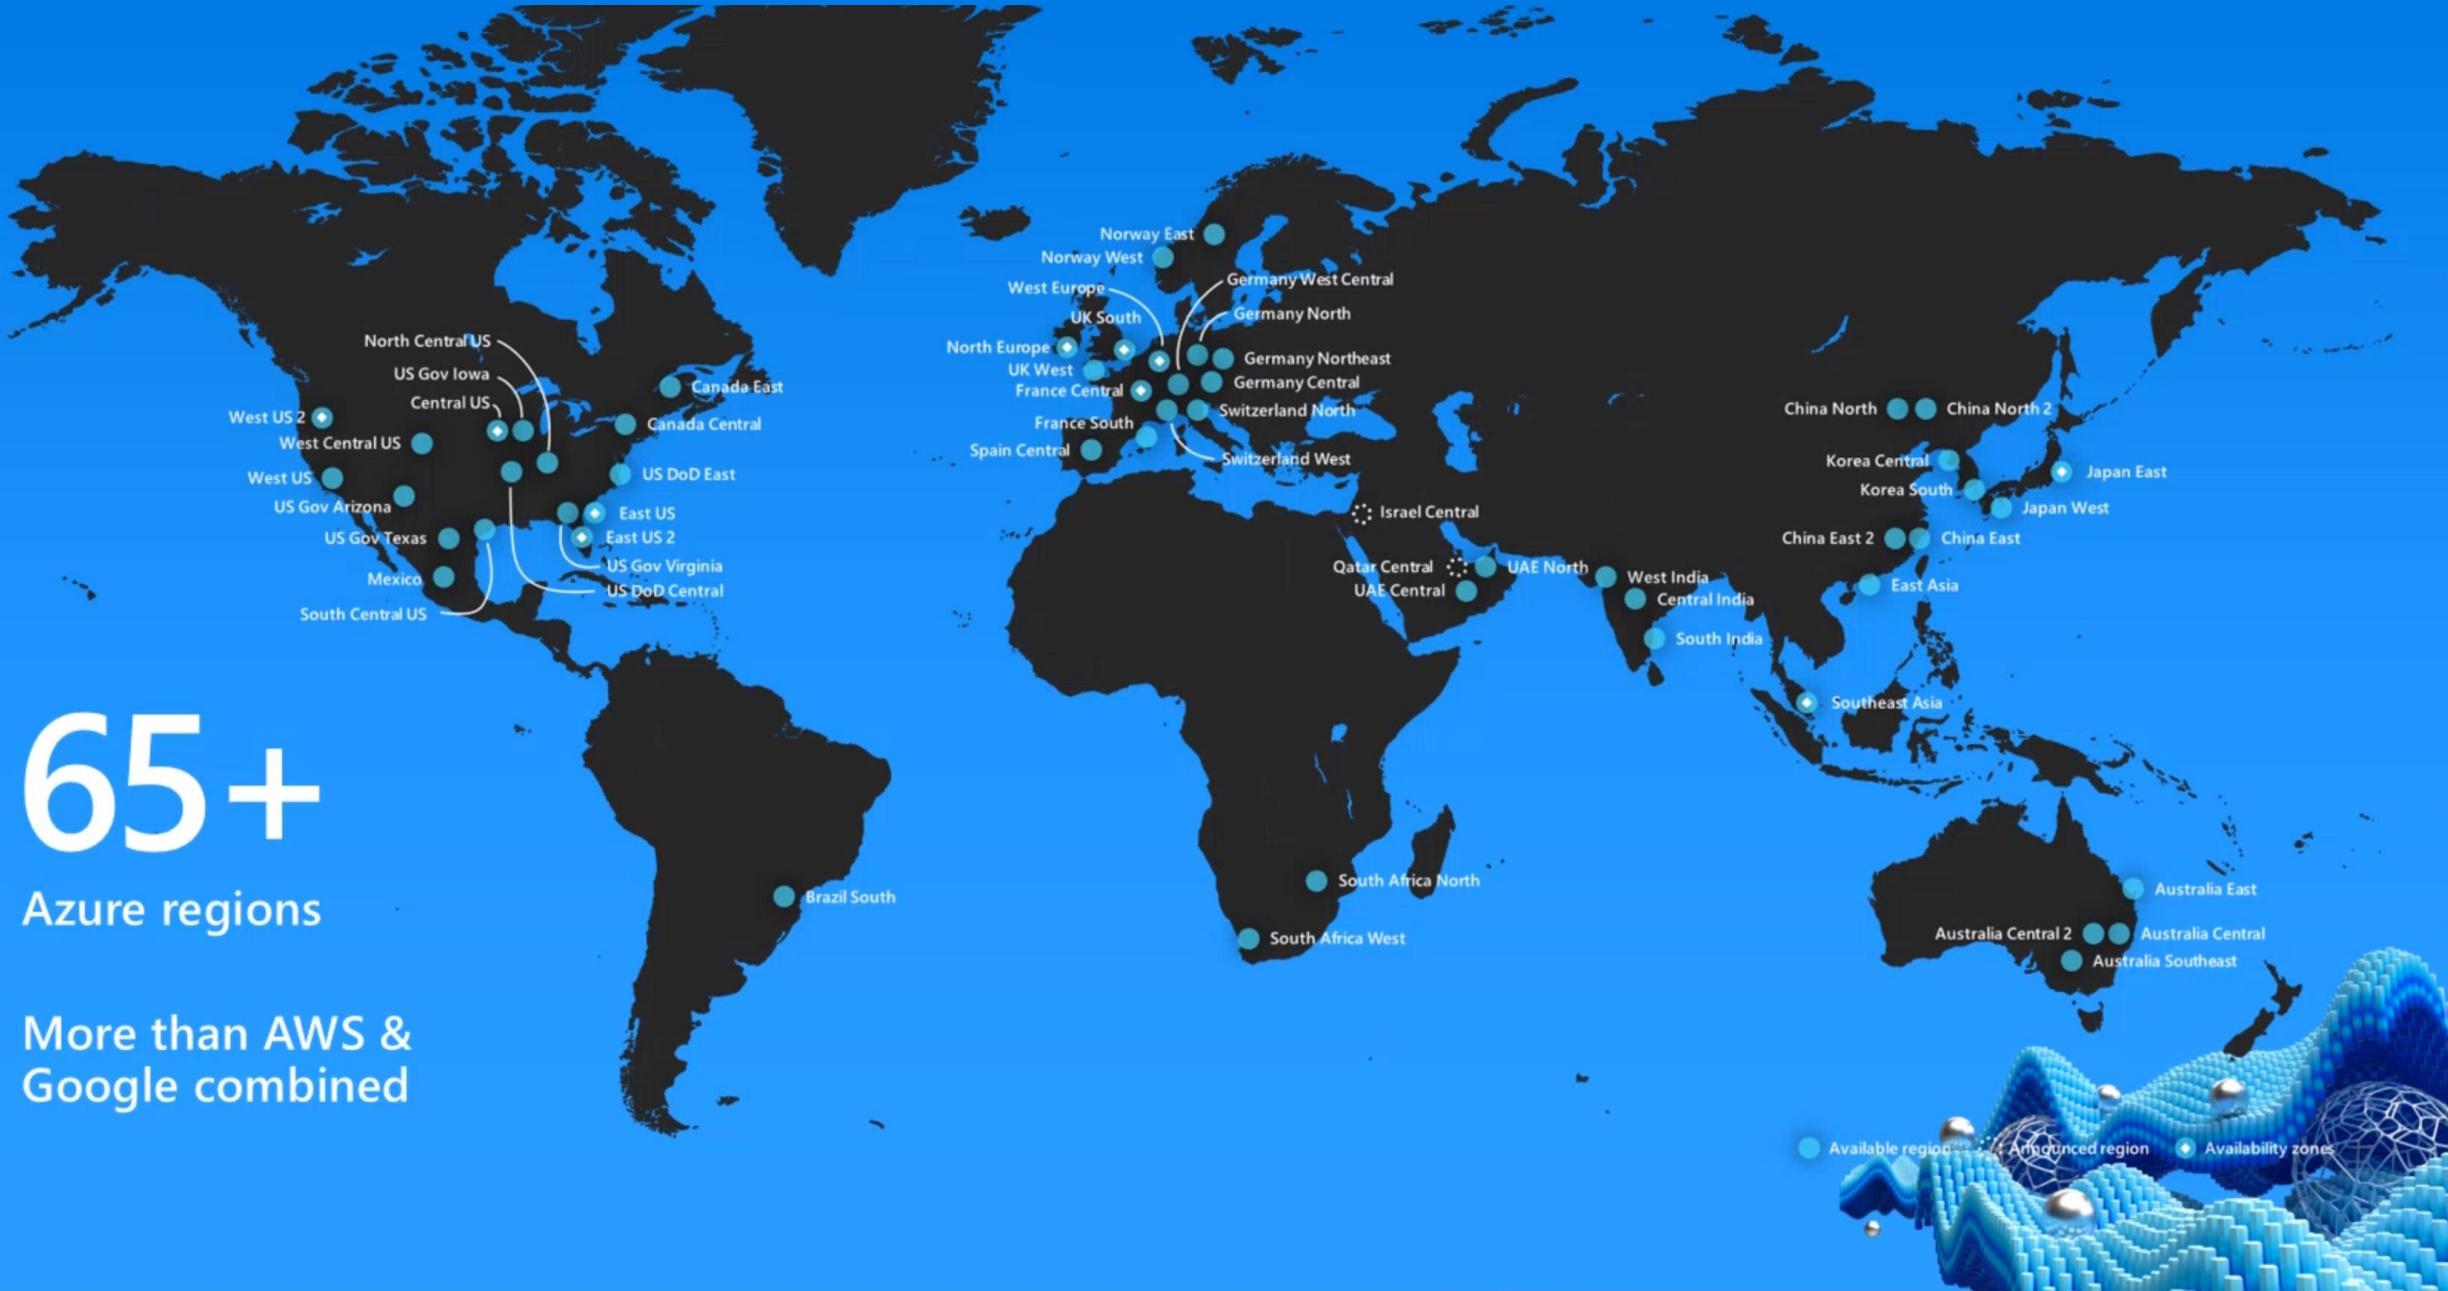 Norway East
Norway West
Germany West Central
West Europe
Germany North
UK South
North Central US
North Europe
Germany Northeast
UK West
US Gov Iowa
Germany Central
Canada East
France Central
Central US
Switzerland North
China North
China North 2
West US 2
France South
Canada Central
West Central US
Spain Central
Switzerland West
Korea Central
Japan East
US DoD East
West US
Korea South
US Gov Arizona
Japan West
Israel Central
East US
US Gov Texas
East US 2
China East 2
China East
US Gov Virginia
Qatar Central
UAE North
Mexico
West India
East Asia
US DoD Central
UAE Central
Central India
South Central US
South India
Southeast Asia
65+
Azure regions
More than AWS &
Google combined
Brazil South
South Africa North
South Africa West
Australia East
Australia Central 2
Australia Central
Australia Southeast
Available region
Announced region
Availability zones